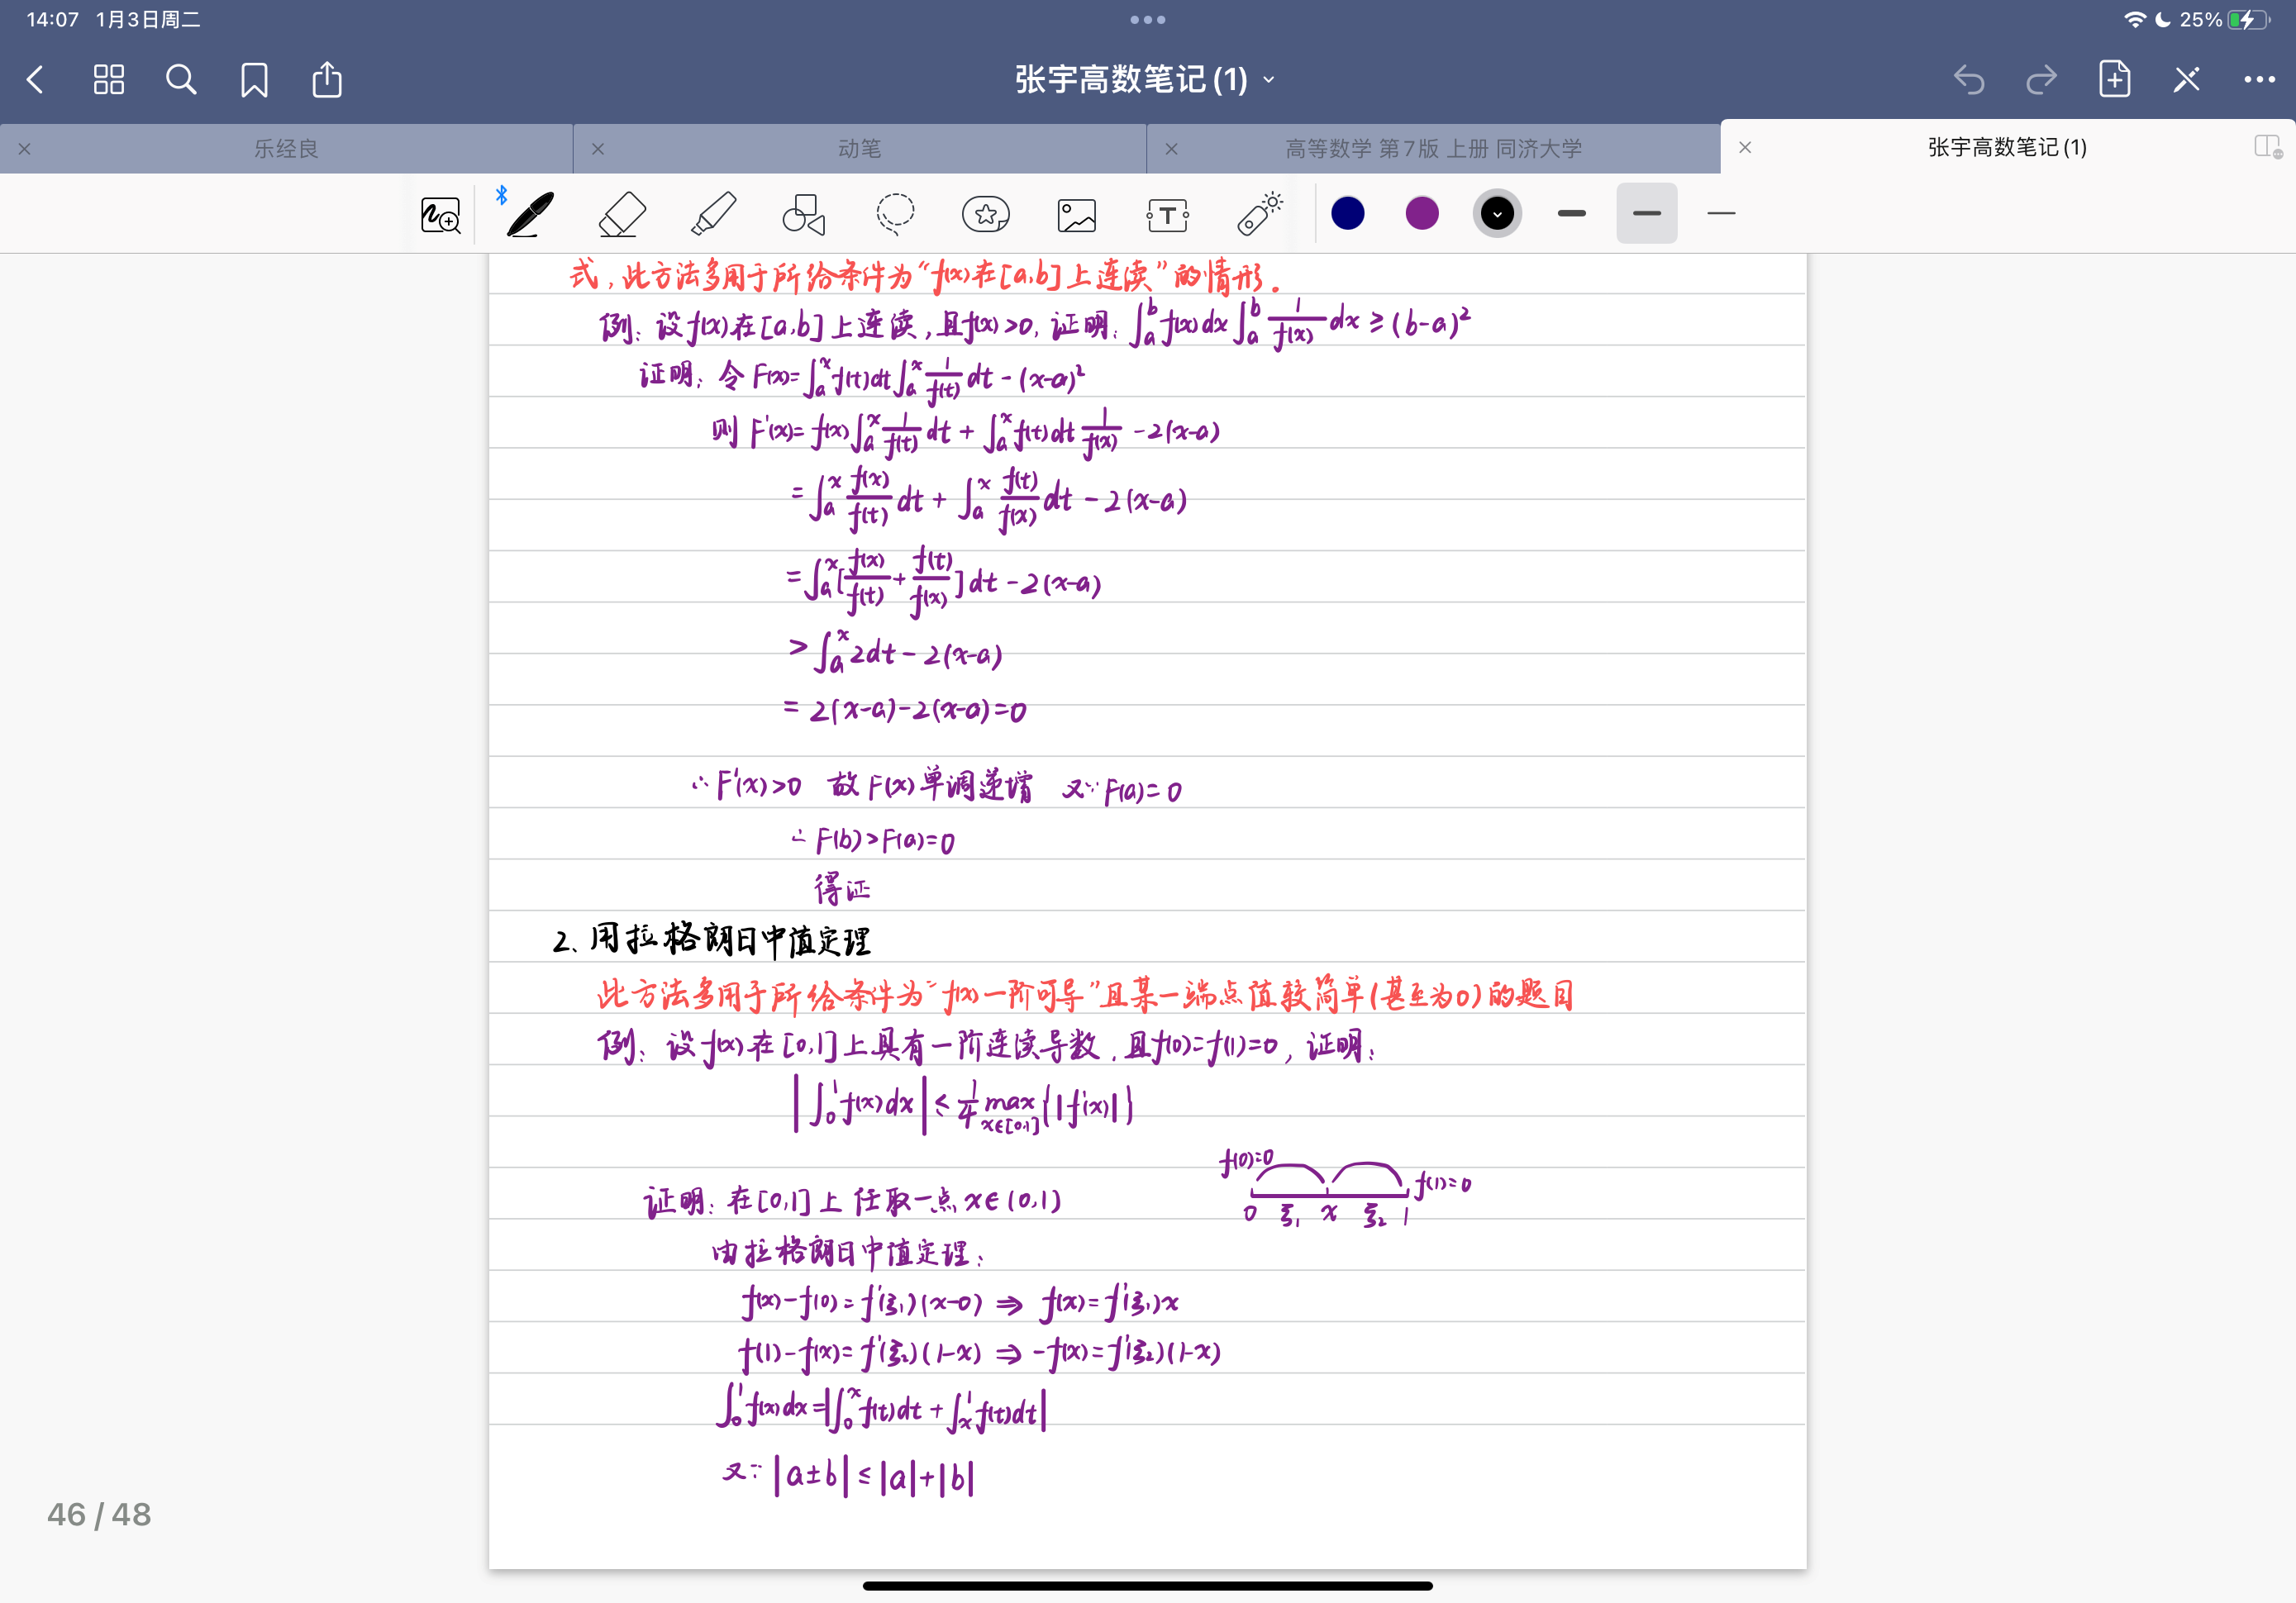 14:07 1月3日周二
25%
张宇高数笔记(1)
乐经良
动笔
高等数学 第7版 上册 同济大学
张宇高数笔记(1)
式,此方法多用于所给条件为“f(x)在[a,b]上连续”的情形.
例:设f(x)在[a,b]上连续,且f(x)>0,证明:∫_a^b f(x)dx∫_a^b 1/f(x) dx≥(b-a)²
证明:令F(x)=∫_a^x f(t)dt∫_a^x 1/f(t) dt-(x-a)²
则 F'(x)=f(x)∫_a^x 1/f(t) dt+∫_a^x f(t)dt 1/f(x) -2(x-a)
=∫_a^x f(x)/f(t) dt+∫_a^x f(t)/f(x) dt-2(x-a)
=∫_a^x[f(x)/f(t)+f(t)/f(x)]dt-2(x-a)
>∫_a^x 2dt-2(x-a)
=2(x-a)-2(x-a)=0
∴F'(x)>0 故F(x)单调递增 又∵F(a)=0
∴F(b)>F(a)=0
得证
2、用拉格朗日中值定理
此方法多用于所给条件为“f(x)一阶可导”且某一端点值较简单(甚至为0)的题目
例:设f(x)在[0,1]上具有一阶连续导数,且f(0)=f(1)=0,证明:
|∫_0^1 f(x)dx|≤1/4 max_{x∈[0,1]}{|f'(x)|}
f(0)=0
f(1)=0
0 ξ₁ x ξ₂ 1
证明:在[0,1]上任取一点x∈(0,1)
由拉格朗日中值定理:
f(x)-f(0)=f'(ξ₁)(x-0)⇒f(x)=f'(ξ₁)x
f(1)-f(x)=f'(ξ₂)(1-x)⇒-f(x)=f'(ξ₂)(1-x)
∫_0^1 f(x)dx=|∫_0^x f(t)dt+∫_x^1 f(t)dt|
又∵|a±b|≤|a|+|b|
46 / 48